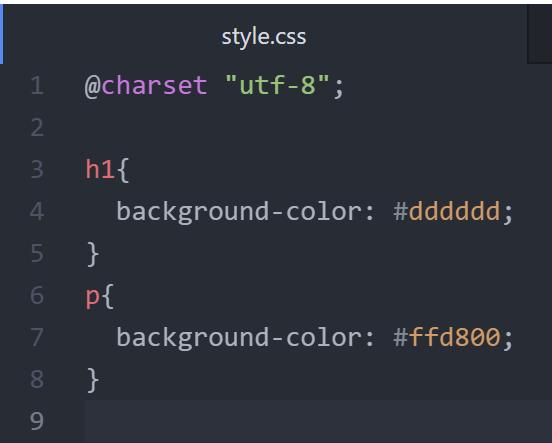 style.css
1 @charset "utf-8";
2
3 h1{
4   background-color: #dddddd;
5 }
6 p{
7   background-color: #ffd800;
8 }
9